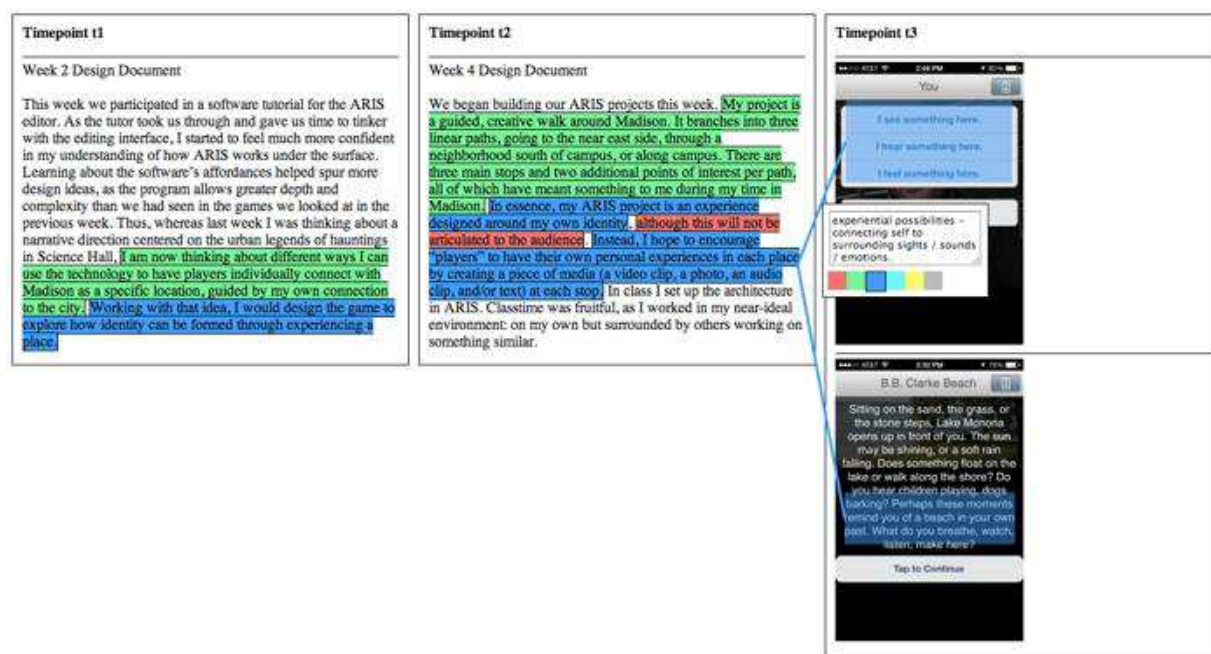 Timepoint t1
Week 2 Design Document
This week we participated in a software tutorial for the ARIS
editor. As the tutor took us through and gave us time to tinker
with the editing interface, I started to feel much more confident
in my understanding of how ARIS works under the surface.
Learning about the software's affordances helped spur more
design ideas, as the program allows greater depth and
complexity than we had seen in the games we looked at in the
previous week. Thus, whereas last week I was thinking about a
narrative direction centered on the urban legends of hauntings
in Science Hall, I am now thinking about different ways I can
use the technology to have players individually connect with
Madison as a specific location, guided by my own connection
to the city. Working with that idea, I would design the game to
explore how identity can be formed through experiencing a
place.
Timepoint t2
Week 4 Design Document
We began building our ARIS projects this week. My project is
a guided, creative walk around Madison. It branches into three
linear paths, going to the near east side, through a
neighborhood south of campus, or along campus. There are
three main stops and two additional points of interest per path,
all of which have meant something to me during my time in
Madison. In essence, my ARIS project is an experience
designed around my own identity, although this will not be
articulated to the audience. Instead, I hope to encourage
"players" to have their own personal experiences in each place
by creating a piece of media (a video clip, a photo, an audio
clip, and/or text) at each stop. In class I set up the architecture
in ARIS. Classtime was fruitful, as I worked in my near-ideal
environment: on my own but surrounded by others working on
something similar.
Timepoint t3
AT&T
You
I see something here.
I hear something here.
I feel something here.
experiential possibilities –
connecting self to
surrounding sights / sounds
/ emotions.
AT&T
B.B. Clarke Beach
Sitting on the sand, the grass, or
the stone steps, Lake Monona
opens up in front of you. The sun
may be shining, or a soft rain
falling. Does something float on the
lake or walk along the shore? Do
you hear children playing, dogs
barking? Perhaps these moments
remind you of a beach in your own
past. What do you breathe, watch,
listen, make here?
Tap to Continue